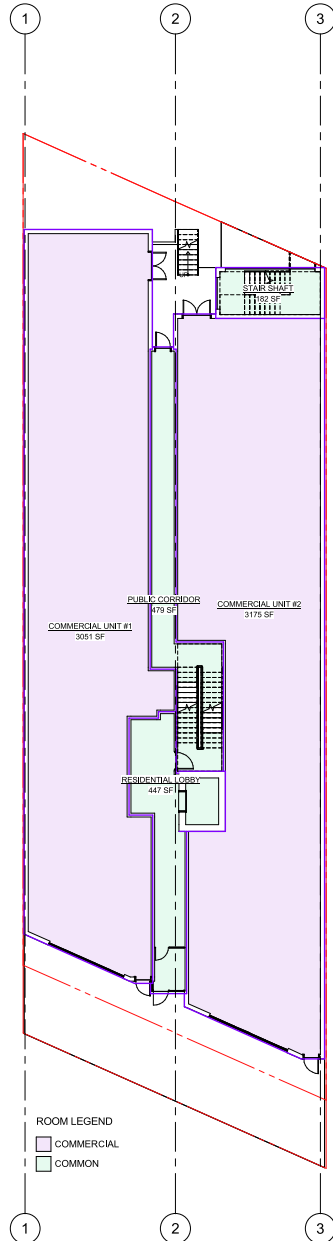 1 2 3
UP
STAIR SHAFT
182 SF
PUBLIC CORRIDOR
479 SF
COMMERCIAL UNIT #2
3175 SF
COMMERCIAL UNIT #1
3051 SF
RESIDENTIAL LOBBY
447 SF
ROOM LEGEND
COMMERCIAL
COMMON
1 2 3